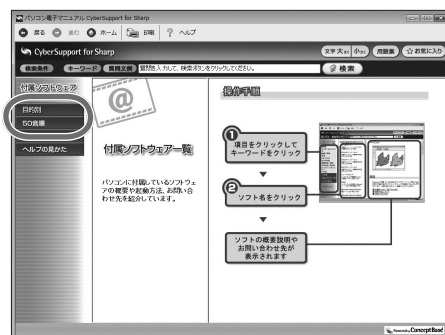 パソコン電子マニュアル CyberSupport for Sharp
戻る 進む ホーム 印刷 ヘルプ
CyberSupport for Sharp
文字 大 文字 小 用語集 お気に入り
検索条件 キーワード 質問文例 質問を入力して、検索ボタンをクリックしてください。 検索
付属ソフトウェア
目的別
50音順
ヘルプの見かた
@
付属ソフトウェア一覧
パソコンに付属しているソフトウェ
アの概要や起動方法、お問い合
わせ先を紹介しています。
操作手順
1
項目をクリックして
キーワードをクリック
2
ソフト名をクリック
ソフトの概要説明や
お問い合わせ先が
表示されます
Powered by ConceptBase